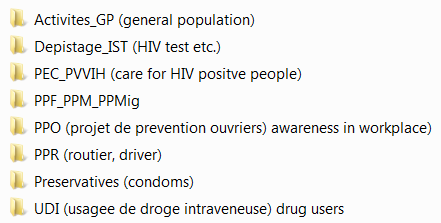 Activites_GP (general population)
Depistage_IST (HIV test etc.)
PEC_PVVIH (care for HIV positve people)
PPF_PPM_PPMig
PPO (projet de prevention ouvriers) awareness in workplace)
PPR (routier, driver)
Preservatives (condoms)
UDI (usagee de droge intraveneuse) drug users